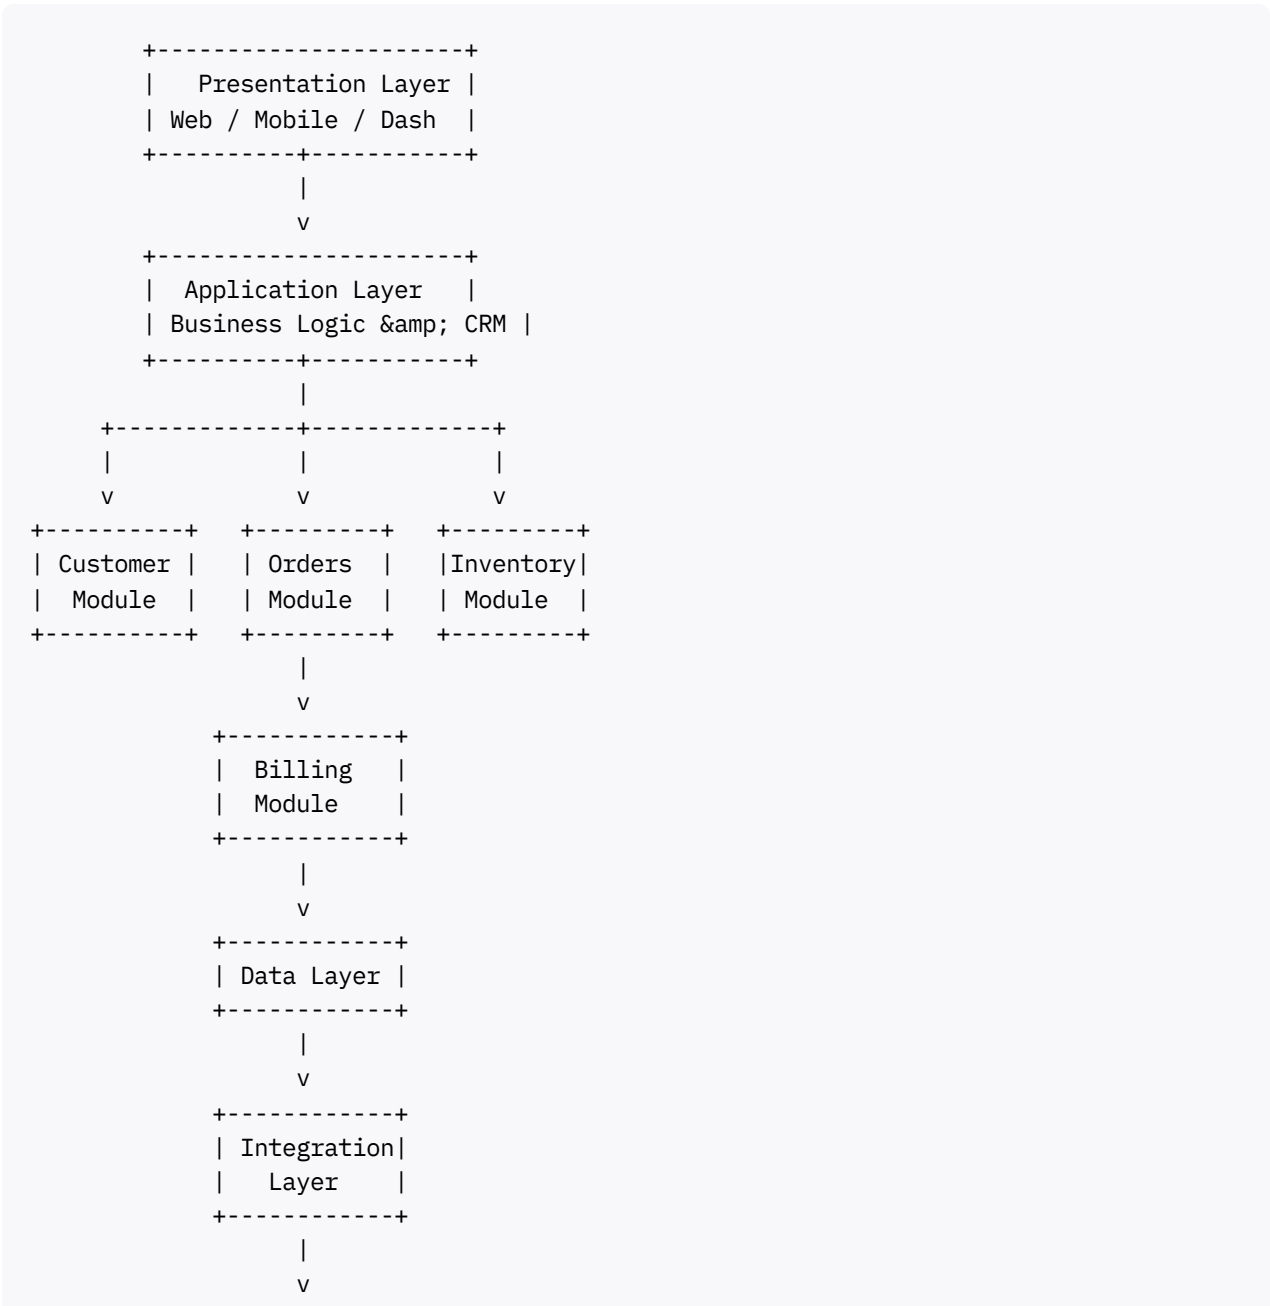 +----------------------+
|   Presentation Layer |
| Web / Mobile / Dash  |
+----------+-----------+
|
v
+----------------------+
|  Application Layer   |
| Business Logic &amp; CRM |
+----------+-----------+
|
+-------------+-------------+
|             |             |
v             v             v
+----------+   +---------+   +---------+
| Customer |   | Orders  |   |Inventory|
|  Module  |   | Module  |   | Module  |
+----------+   +---------+   +---------+
|
v
+------------+
|  Billing   |
|  Module    |
+------------+
|
v
+------------+
| Data Layer |
+------------+
|
v
+------------+
| Integration|
|   Layer    |
+------------+
|
v